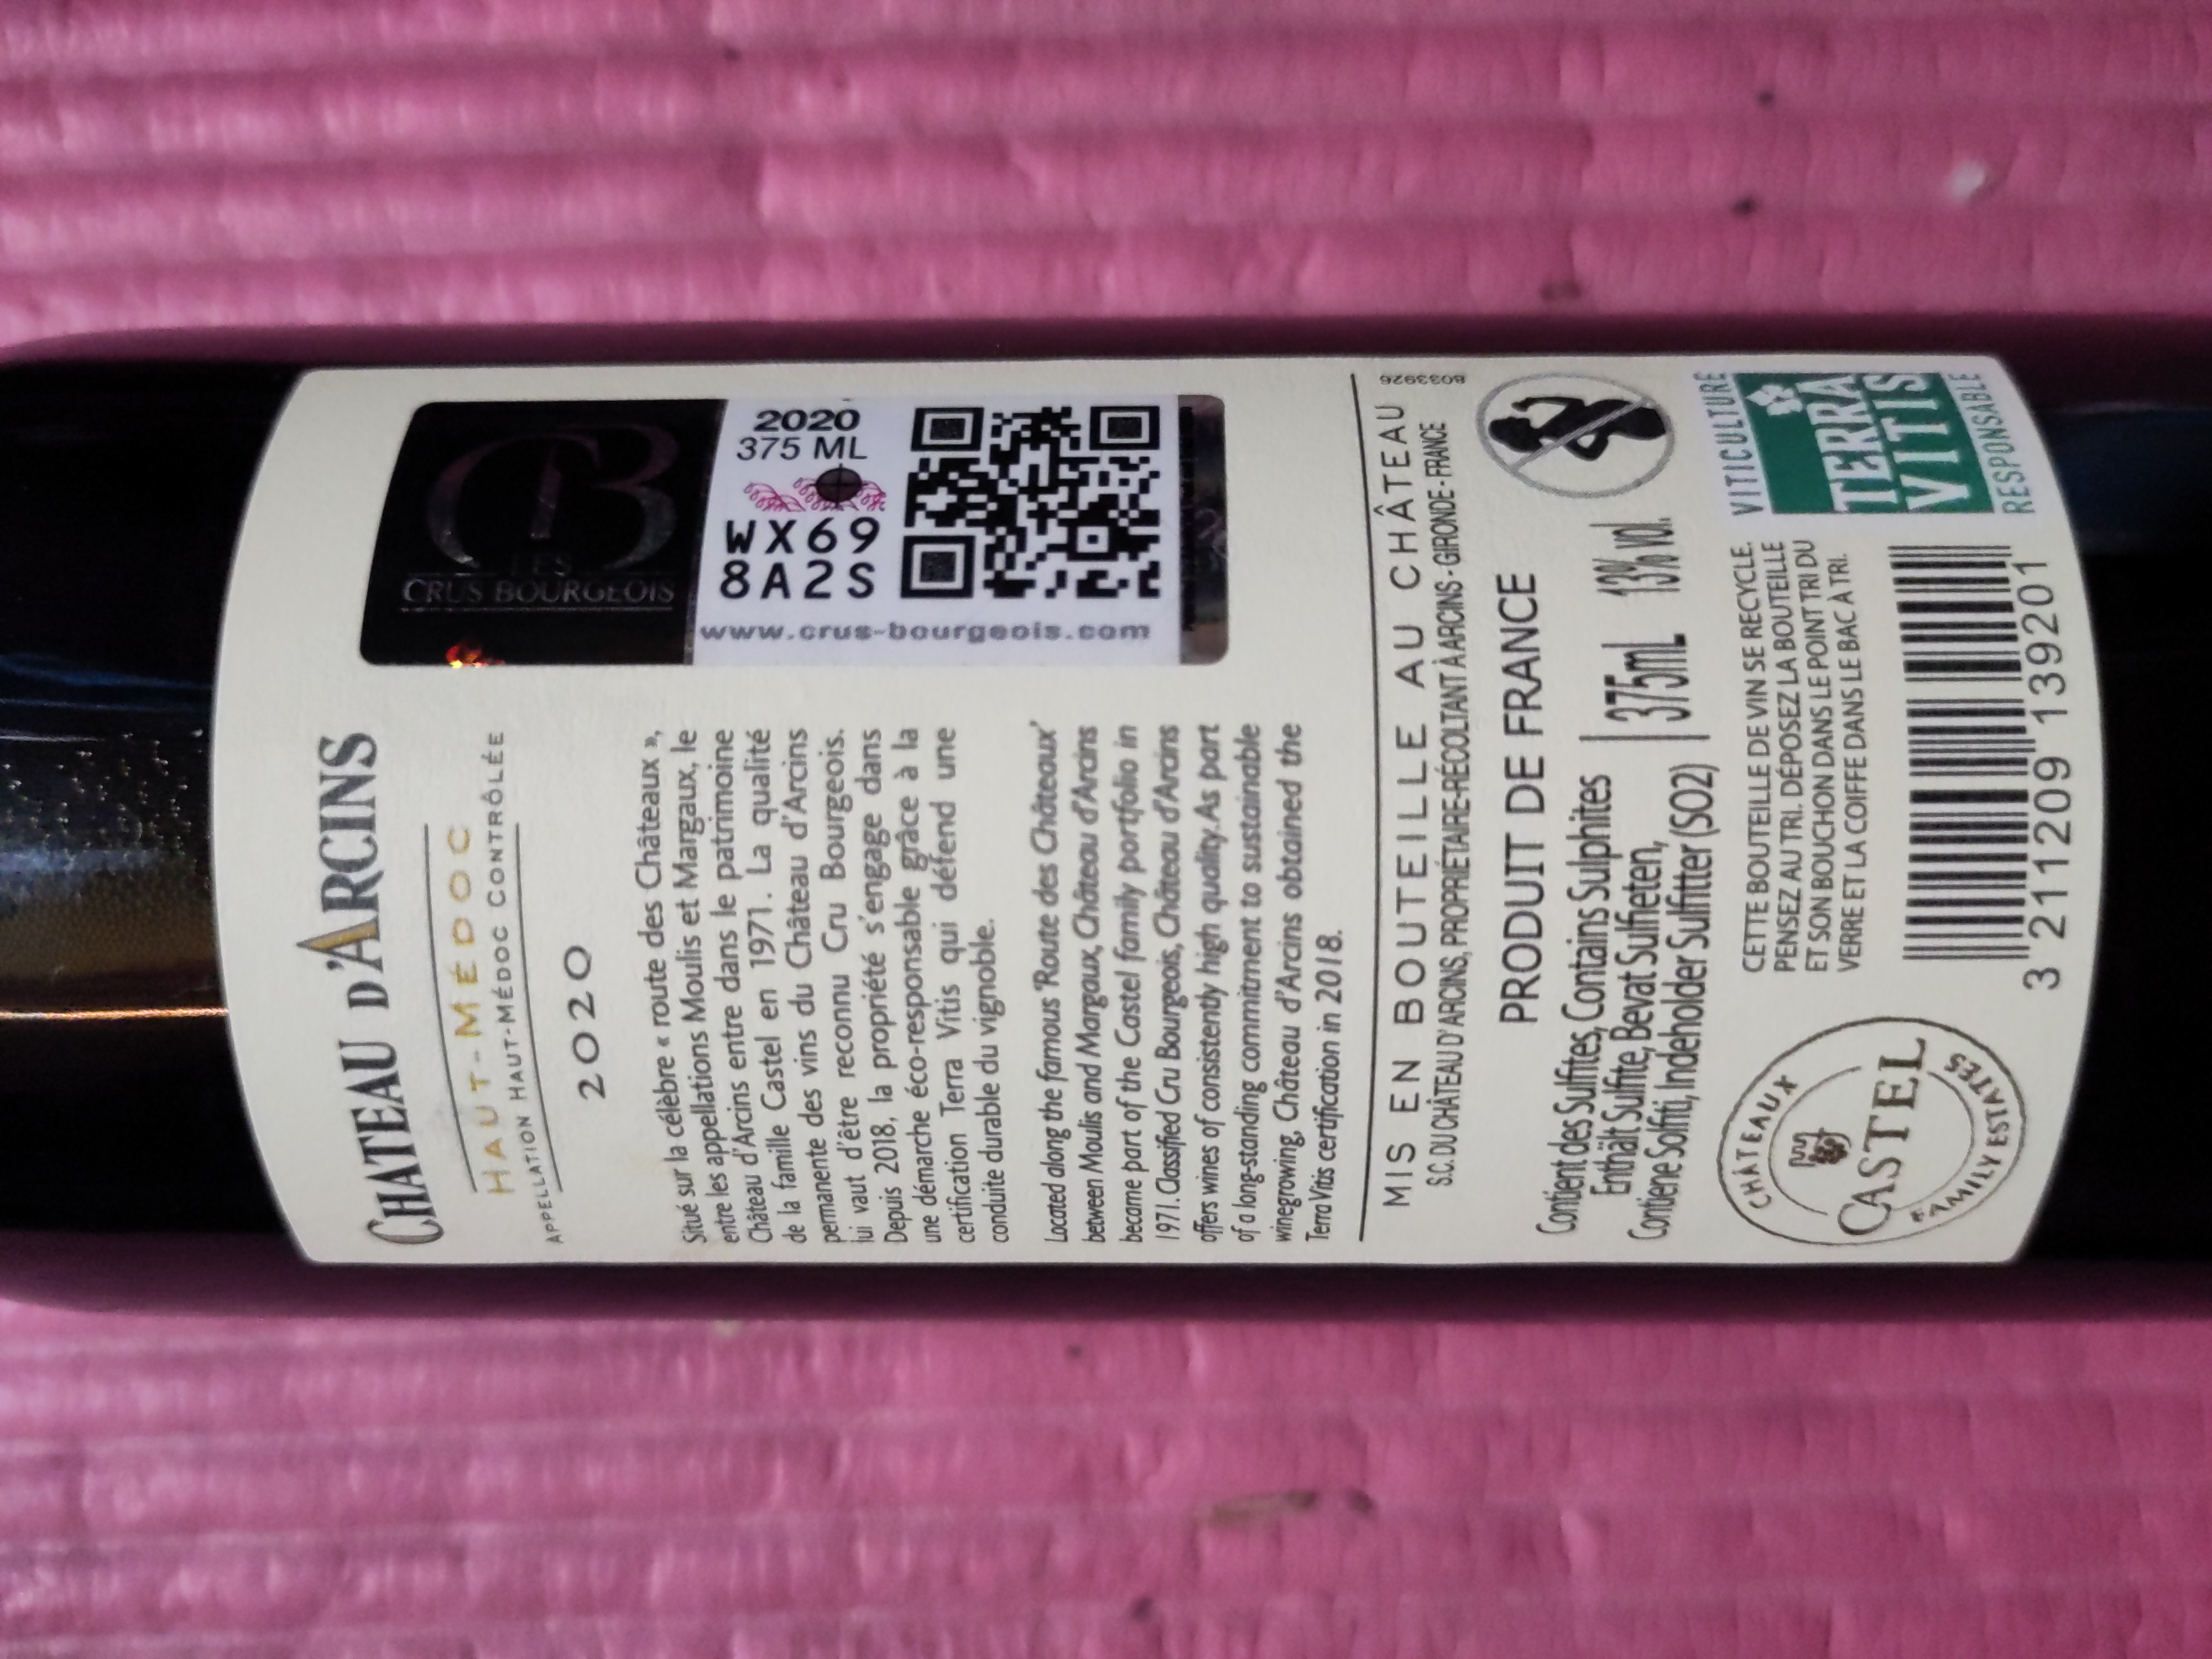 CHATEAU D'ARCINS
HAUT-MÉDOC
APPELLATION HAUT-MÉDOC CONTRÔLÉE
2020
CB
LES
CRUS BOURGEOIS
2020
375 ML
WX69
8A2S
www.crus-bourgeois.com
Situé sur la célèbre « route des Châteaux »,
entre les appellations Moulis et Margaux, le
Château d'Arcins entre dans le patrimoine
de la famille Castel en 1971. La qualité
permanente des vins du Château d'Arcins
lui vaut d'être reconnu Cru Bourgeois.
Depuis 2018, la propriété s'engage dans
une démarche éco-responsable grâce à la
certification Terra Vitis qui défend une
conduite durable du vignoble.
Located along the famous 'Route des Châteaux'
between Moulis and Margaux, Château d'Arcins
became part of the Castel family portfolio in
1971. Classified Cru Bourgeois, Château d'Arcins
offers wines of consistently high quality. As part
of a long-standing commitment to sustainable
winegrowing, Château d'Arcins obtained the
Terra Vitis certification in 2018.
MIS EN BOUTEILLE AU CHÂTEAU
S.C. DU CHÂTEAU D'ARCINS, PROPRIÉTAIRE-RÉCOLTANT À ARCINS - GIRONDE - FRANCE
8033926
PRODUIT DE FRANCE
Contient des Sulfites, Contains Sulphites
Enthält Sulfite, Bevat Sulfieten,
Contiene Solfiti, Indeholder Sulfitter (SO2)
375mL 13% vol.
CHÂTEAUX
CASTEL
FAMILY ESTATES
CETTE BOUTEILLE DE VIN SE RECYCLE.
PENSEZ AU TRI. DÉPOSEZ LA BOUTEILLE
ET SON BOUCHON DANS LE POINT TRI DU
VERRE ET LA COIFFE DANS LE BAC À TRI.
3 211209 139201
VITICULTURE
TERRA
VITIS
RESPONSABLE